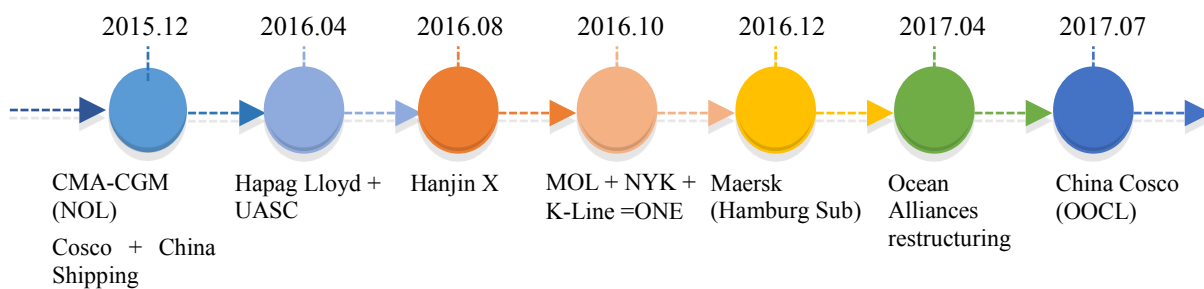 2015.12
2016.04
2016.08
2016.10
2016.12
2017.04
2017.07
CMA-CGM
(NOL)
Cosco + China
Shipping
Hapag Lloyd +
UASC
Hanjin X
MOL + NYK +
K-Line =ONE
Maersk
(Hamburg Sub)
Ocean
Alliances
restructuring
China Cosco
(OOCL)